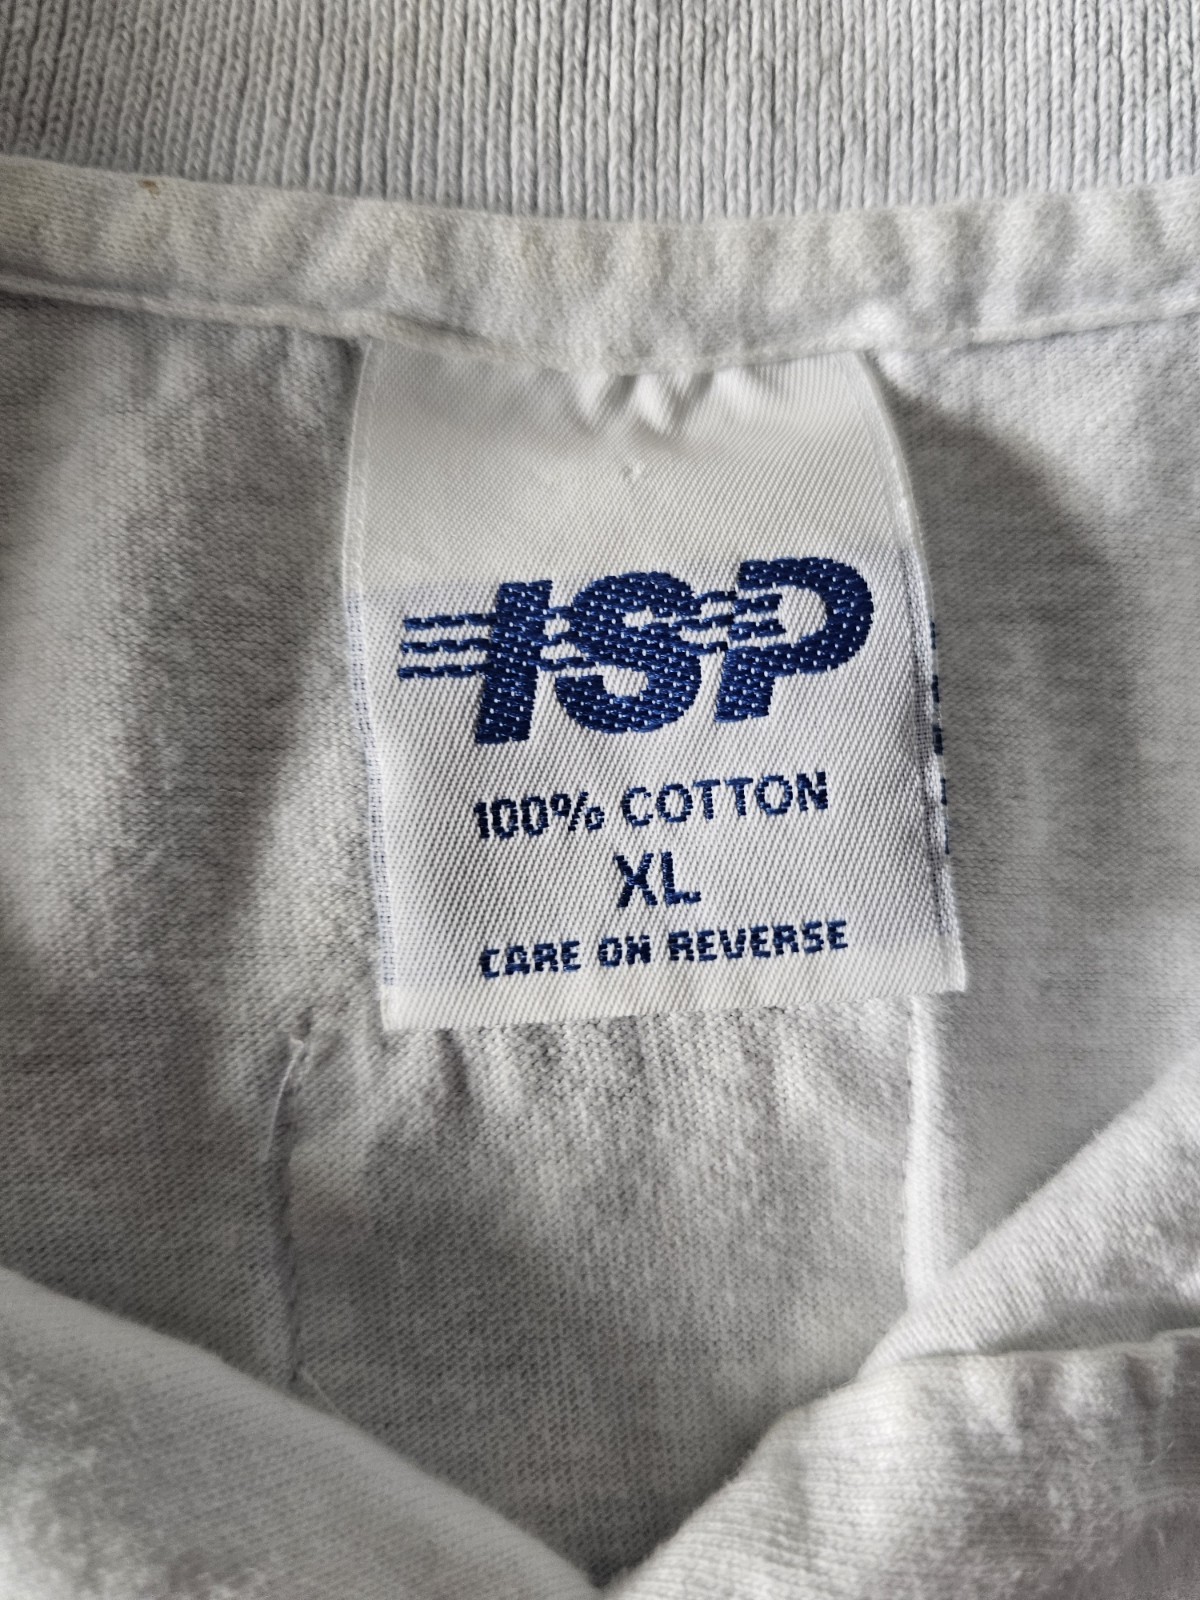 ISP
100% COTTON
XL
CARE ON REVERSE